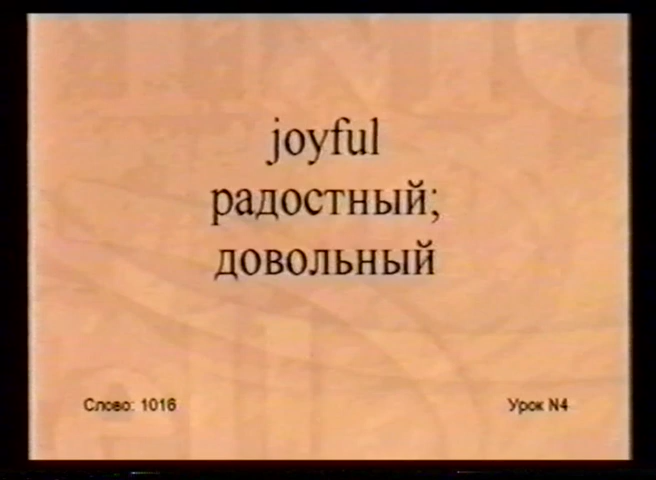 joyful
радостный;
довольный
Слово: 1016
Урок N4